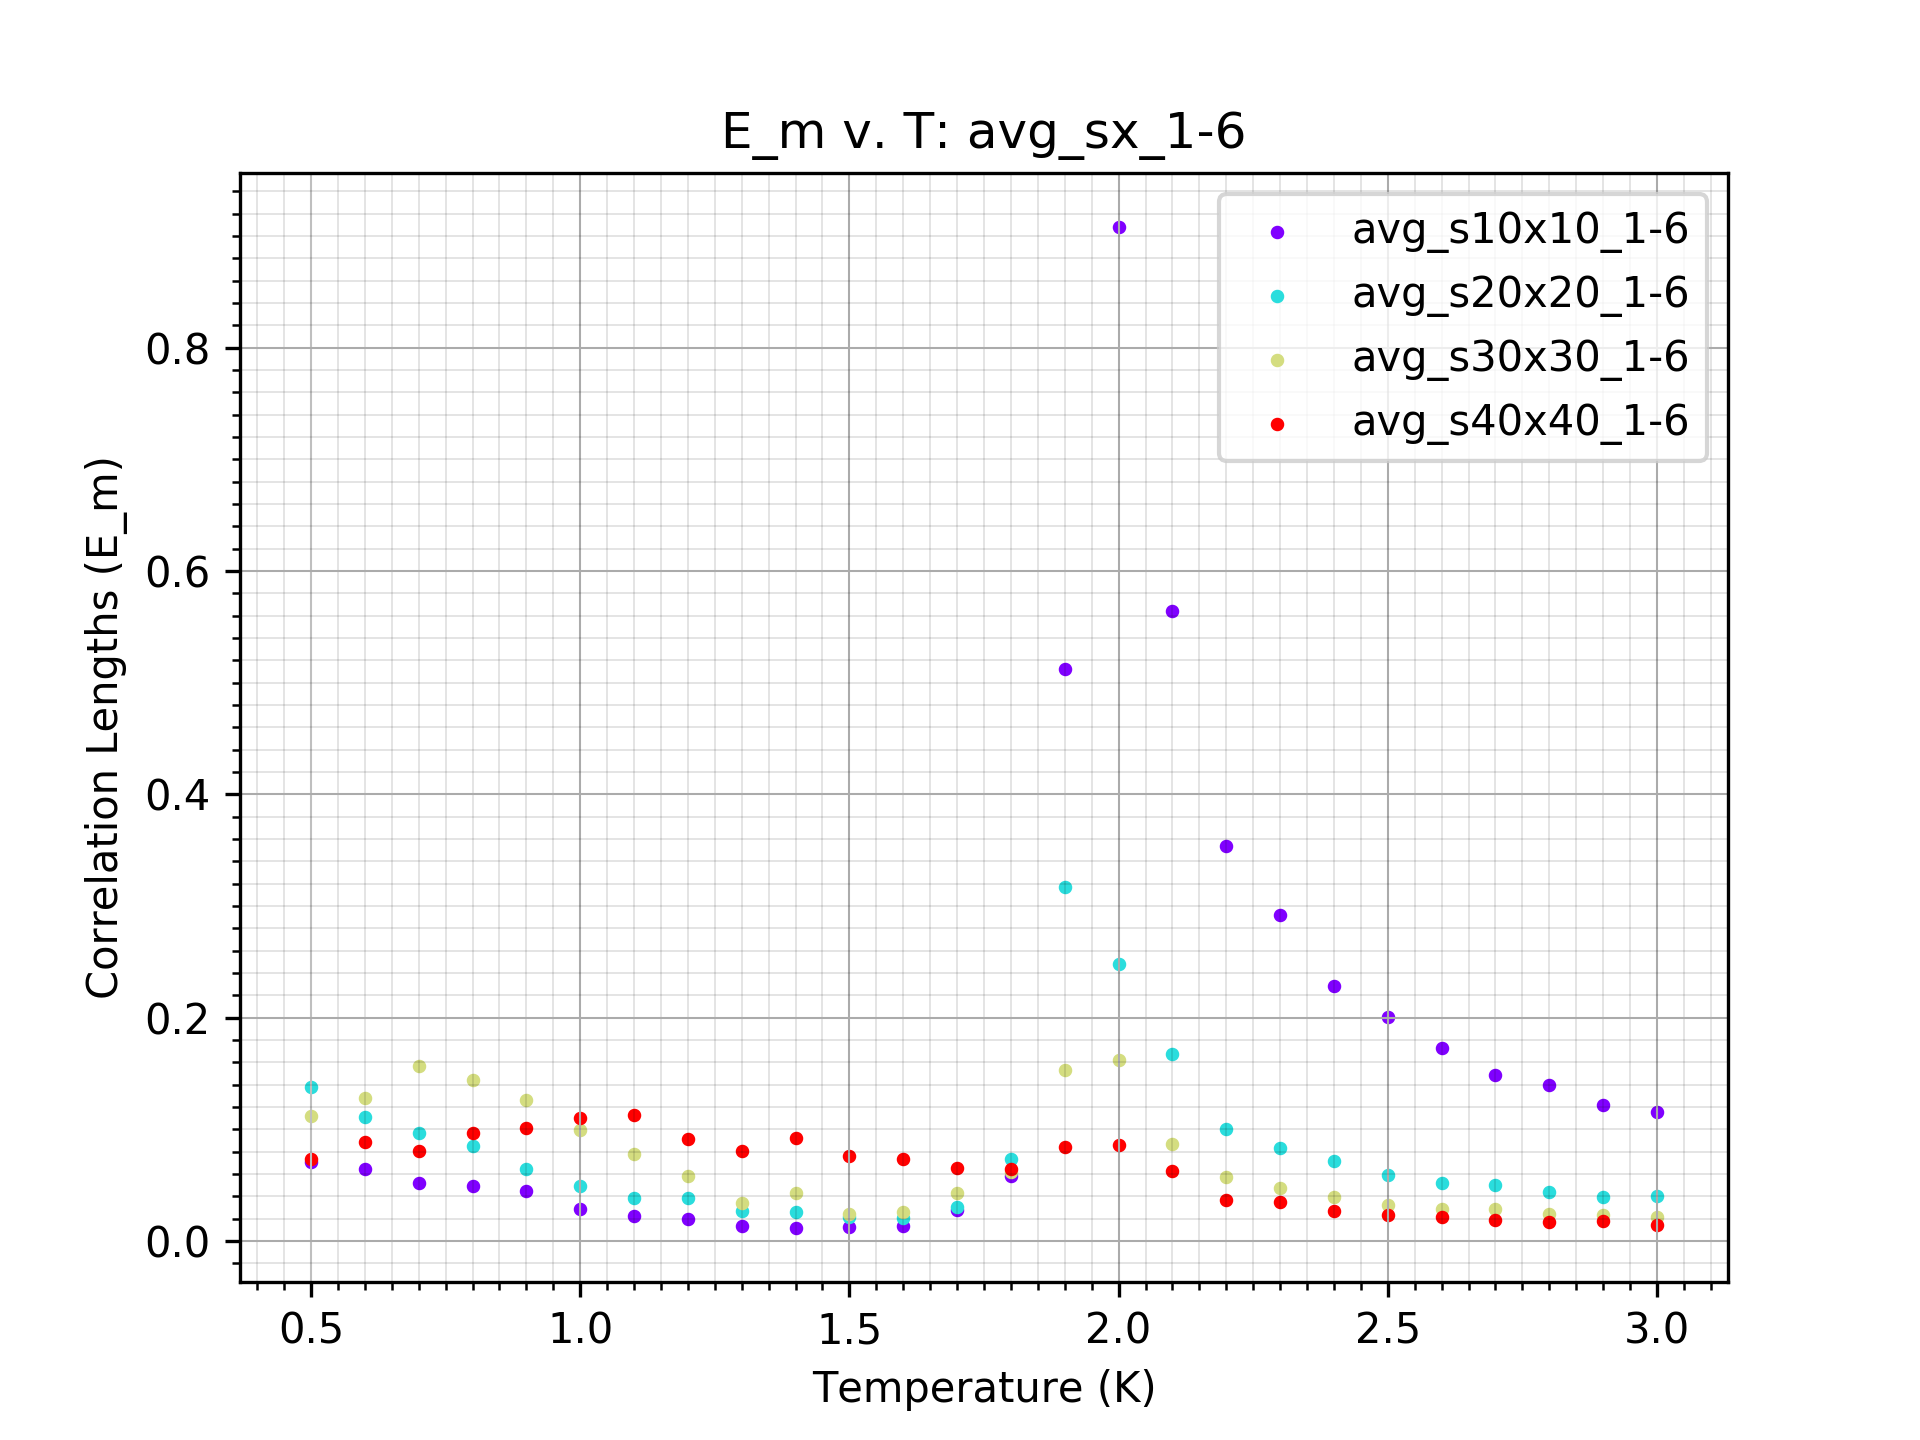 E_m v. T: avg_sx_1-6
avg_s10x10_1-6
avg_s20x20_1-6
avg_s30x30_1-6
avg_s40x40_1-6
Correlation Lengths (E_m)
0.8
0.6
0.4
0.2
0.0
0.5 1.0 1.5 2.0 2.5 3.0
Temperature (K)